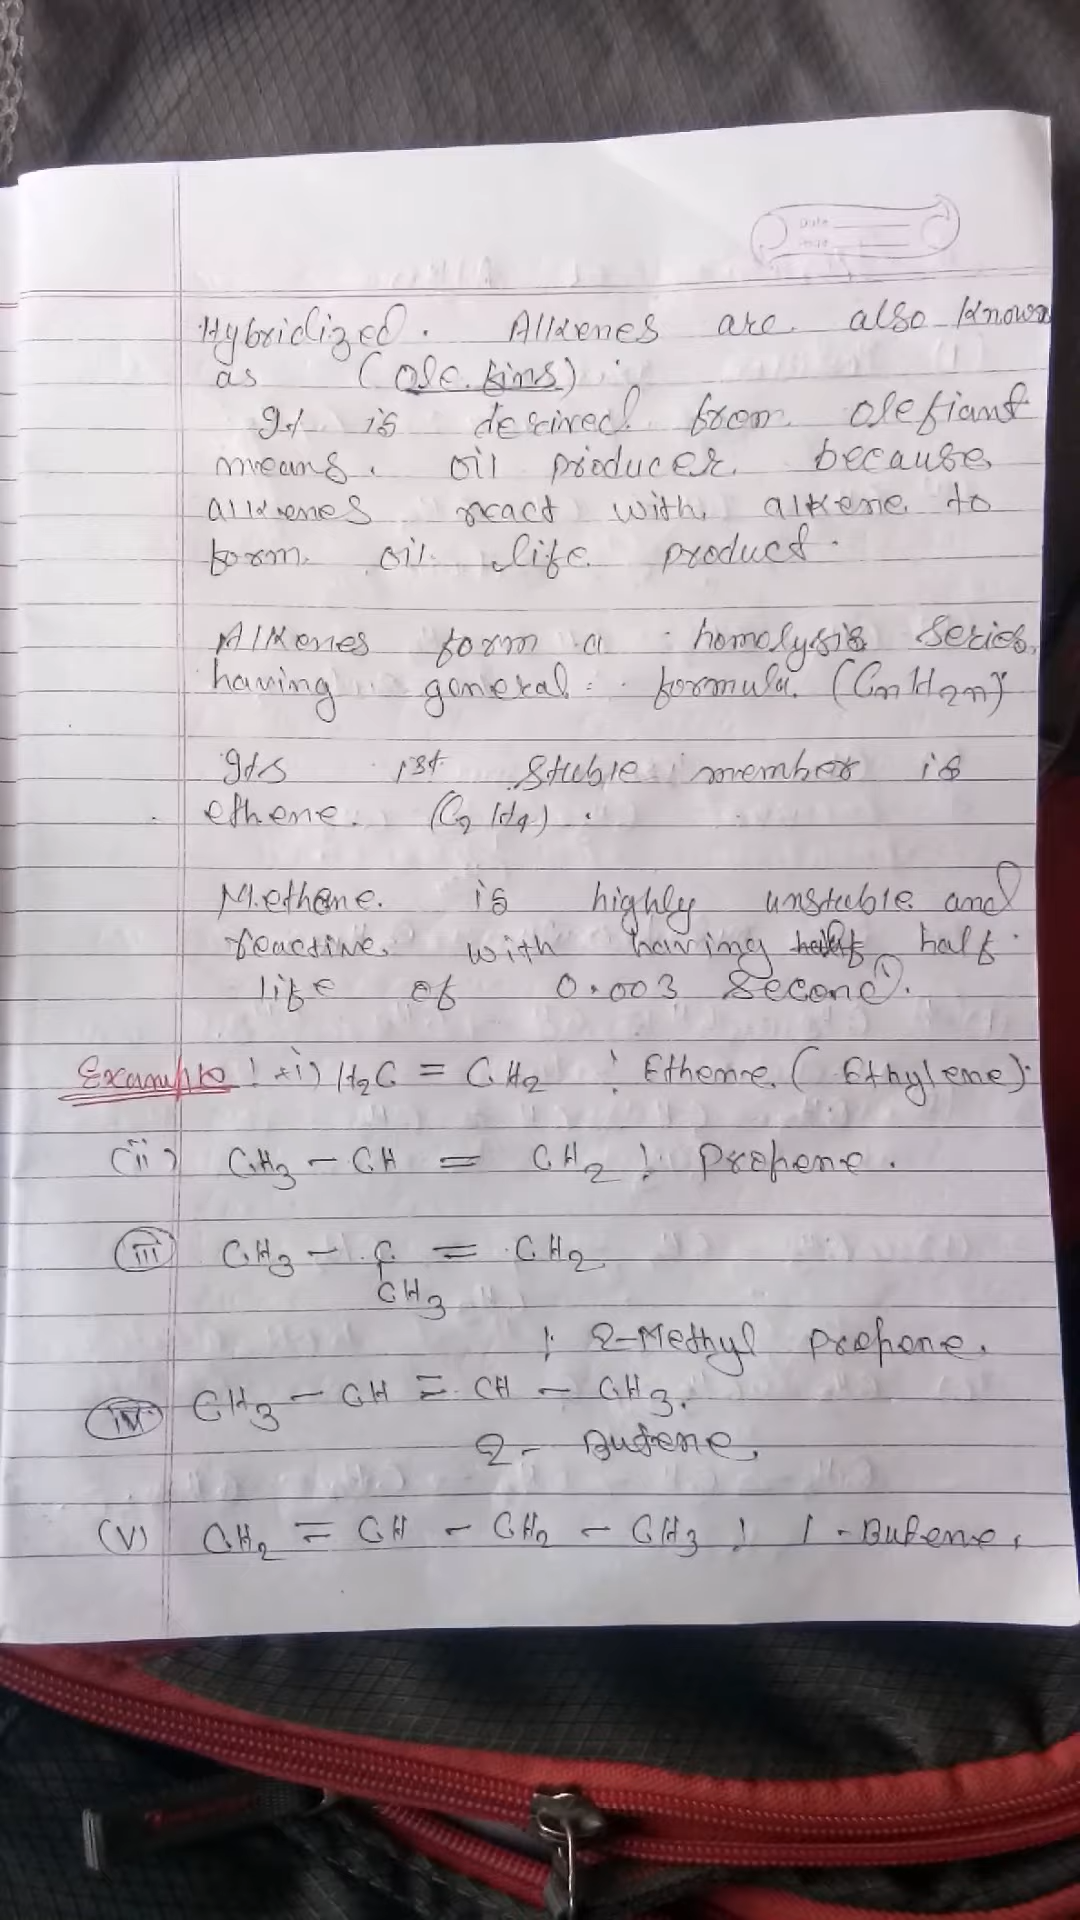 Date
Page
Hybridized. Alkenes are also known
as (Olefins).
It is desired from olefiant
means. oil producer because
alkenes react with alkene to
form oil life product.
Alkenes form a homolysis series,
having general formula (CnH2n)
Its 1st stable member is
ethene. (C2H4).
Methene is highly unstable and
reactive with having half
life of 0.003 second.
Example : i) H2C = CH2 : Ethene (Ethylene).
(ii) CH3 - CH = CH2 : Propene.
(iii) CH3 - C = CH2
CH3
: 2-Methyl propene.
(iv) CH3 - CH = CH - CH3.
2- Butene.
(V) CH2 = CH - CH2 - CH3 : 1-Butene.